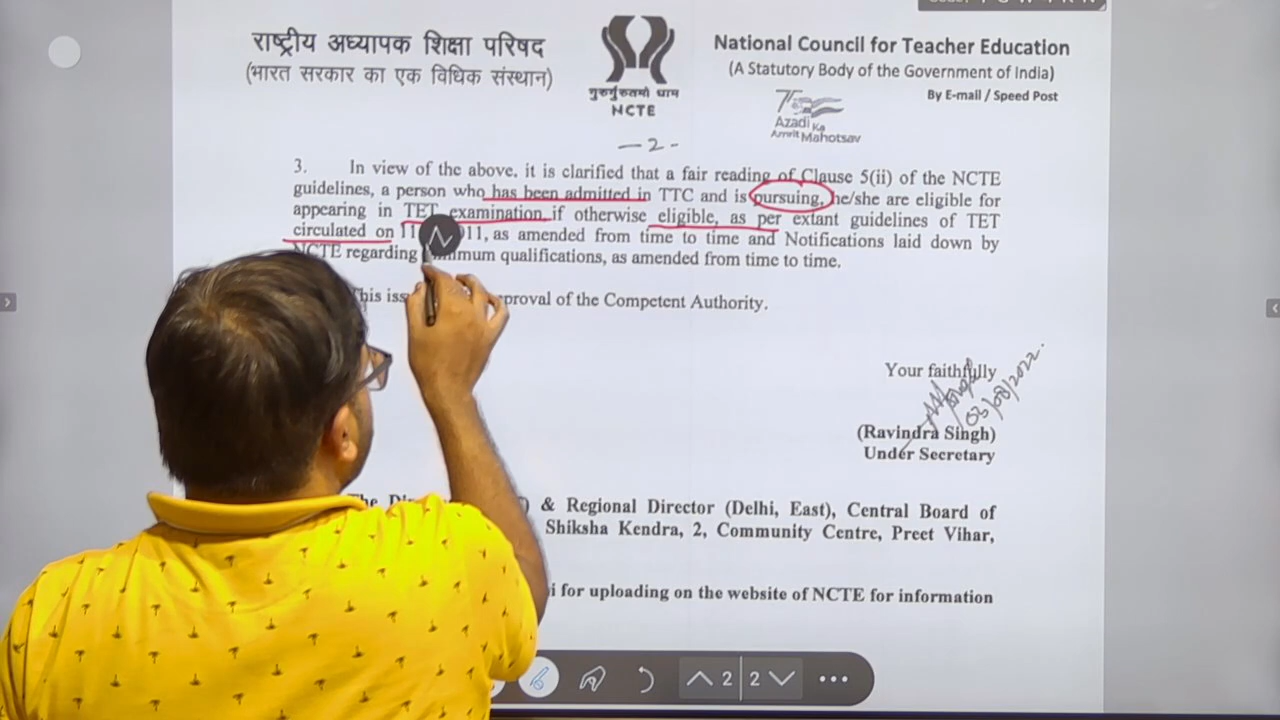 राष्ट्रीय अध्यापक शिक्षा परिषद
(भारत सरकार का एक विधिक संस्थान)
गुरुर्गुरुतमो धाम
NCTE
National Council for Teacher Education
(A Statutory Body of the Government of India)
By E-mail / Speed Post
75
Azadi Ka
Amrit Mahotsav
- 2 -
3. In view of the above, it is clarified that a fair reading of Clause 5(ii) of the NCTE
guidelines, a person who has been admitted in TTC and is pursuing, he/she are eligible for
appearing in TET examination if otherwise eligible, as per extant guidelines of TET
circulated on 11, as amended from time to time and Notifications laid down by
NCTE regarding minimum qualifications, as amended from time to time.
This of the Competent Authority.
Your faithfully
03/08/2022
(Ravindra Singh)
Under Secretary
The & Regional Director (Delhi, East), Central Board of
Shiksha Kendra, 2, Community Centre, Preet Vihar,
for uploading on the website of NCTE for information
2 2